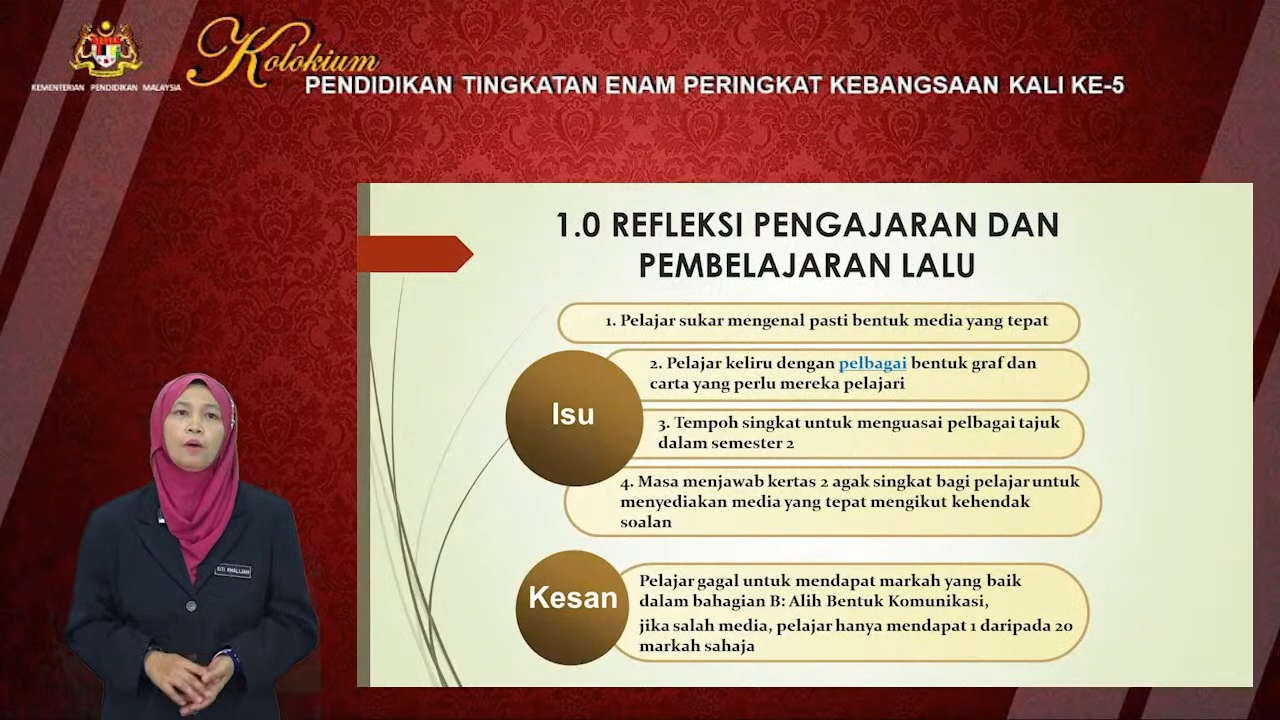 Kolokium
KEMENTERIAN PENDIDIKAN MALAYSIA
PENDIDIKAN TINGKATAN ENAM PERINGKAT KEBANGSAAN KALI KE-5
1.0 REFLEKSI PENGAJARAN DAN
PEMBELAJARAN LALU
1. Pelajar sukar mengenal pasti bentuk media yang tepat
Isu
2. Pelajar keliru dengan pelbagai bentuk graf dan
carta yang perlu mereka pelajari
3. Tempoh singkat untuk menguasai pelbagai tajuk
dalam semester 2
4. Masa menjawab kertas 2 agak singkat bagi pelajar untuk
menyediakan media yang tepat mengikut kehendak
soalan
Kesan
Pelajar gagal untuk mendapat markah yang baik
dalam bahagian B: Alih Bentuk Komunikasi,
jika salah media, pelajar hanya mendapat 1 daripada 20
markah sahaja
SITI KHALIJAH